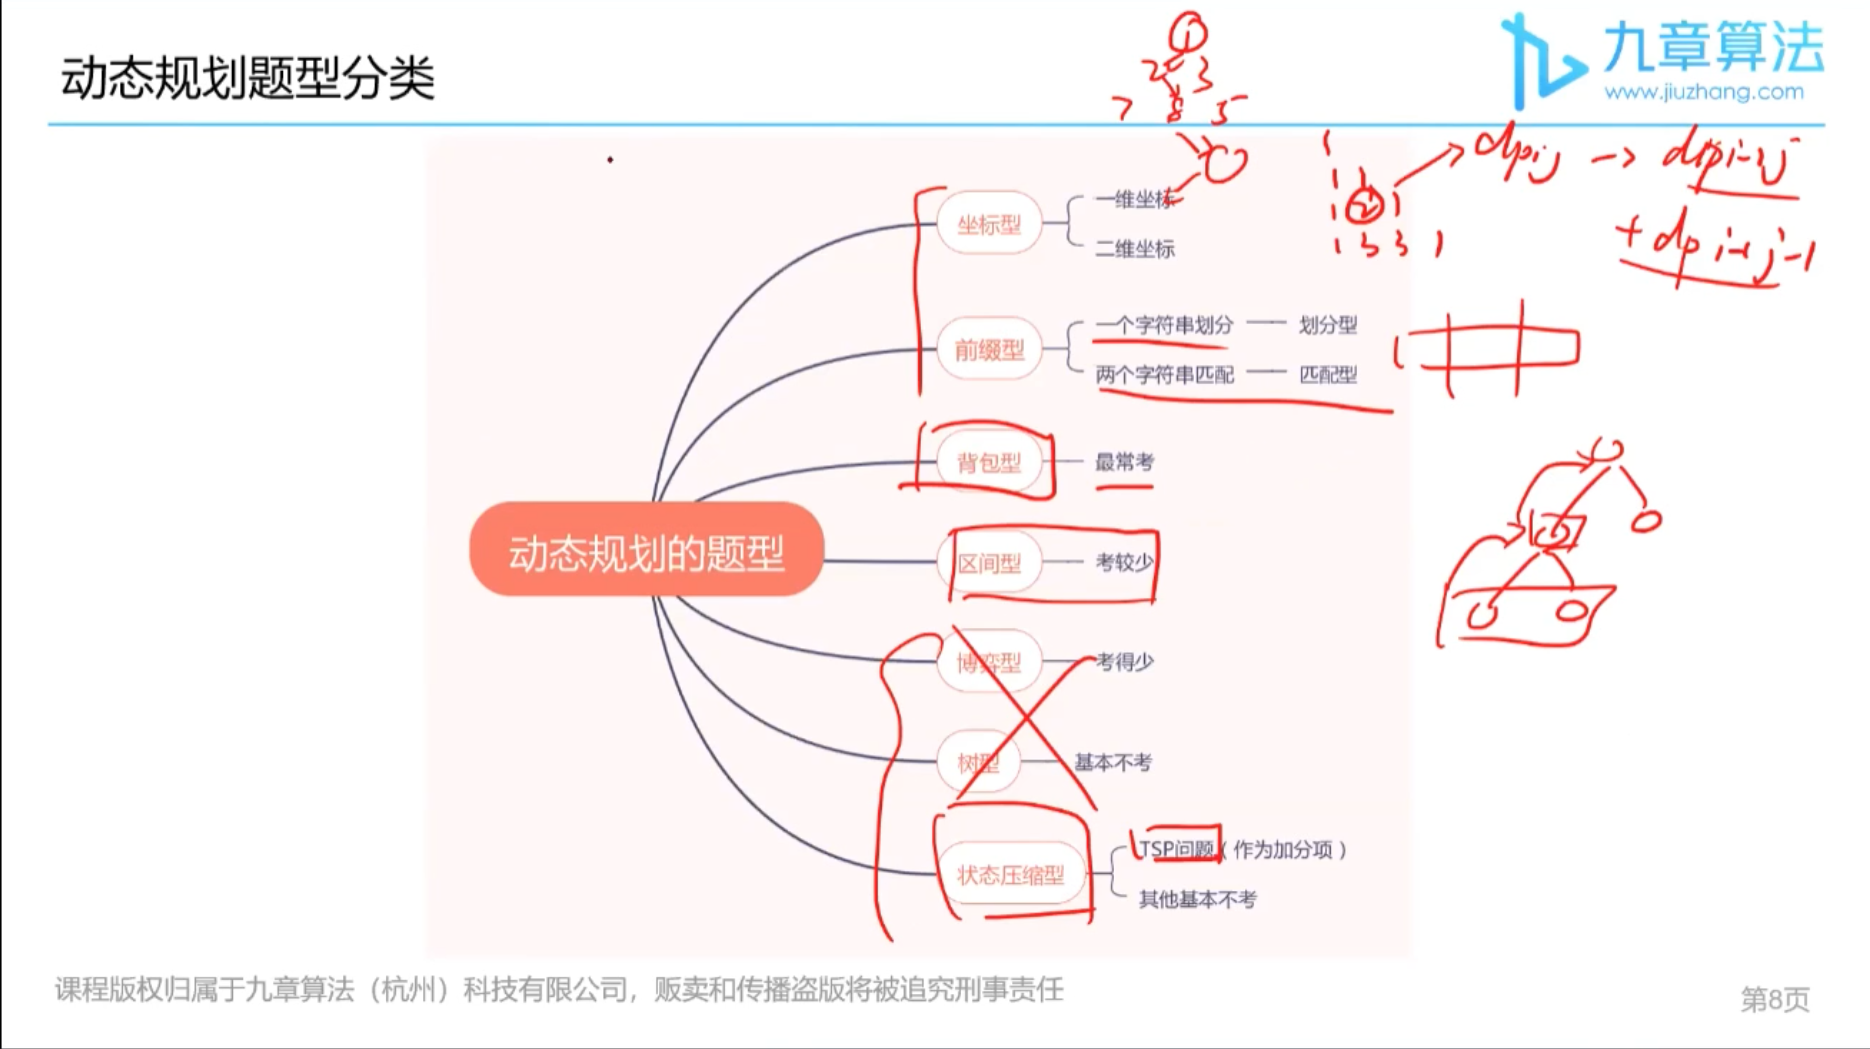 动态规划题型分类
九章算法
www.jiuzhang.com
1
2 3
7 8 5
1
1 1
1 2 1
1 3 3 1
dp i j → dp i-1 j
+ dp i-1 j-1
动态规划的题型
坐标型
一维坐标
二维坐标
前缀型
一个字符串划分 划分型
两个字符串匹配 匹配型
背包型 最常考
区间型 考较少
博弈型 考得少
树型 基本不考
状态压缩型
TSP问题(作为加分项)
其他基本不考
课程版权归属于九章算法(杭州)科技有限公司,贩卖和传播盗版将被追究刑事责任
第8页